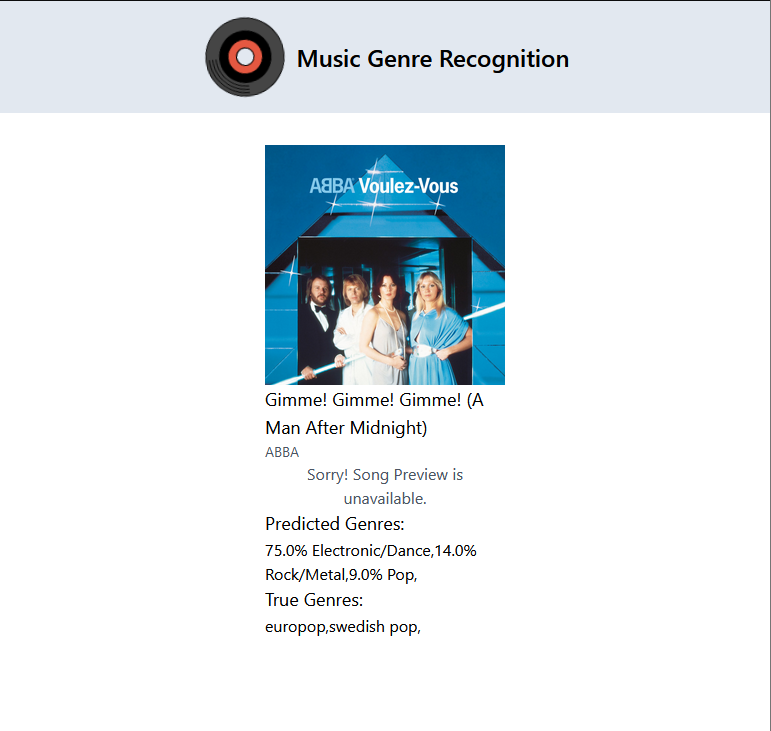 Music Genre Recognition
ABBA Voulez-Vous
Gimme! Gimme! Gimme! (A
Man After Midnight)
ABBA
Sorry! Song Preview is
unavailable.
Predicted Genres:
75.0% Electronic/Dance,14.0%
Rock/Metal,9.0% Pop,
True Genres:
europop,swedish pop,